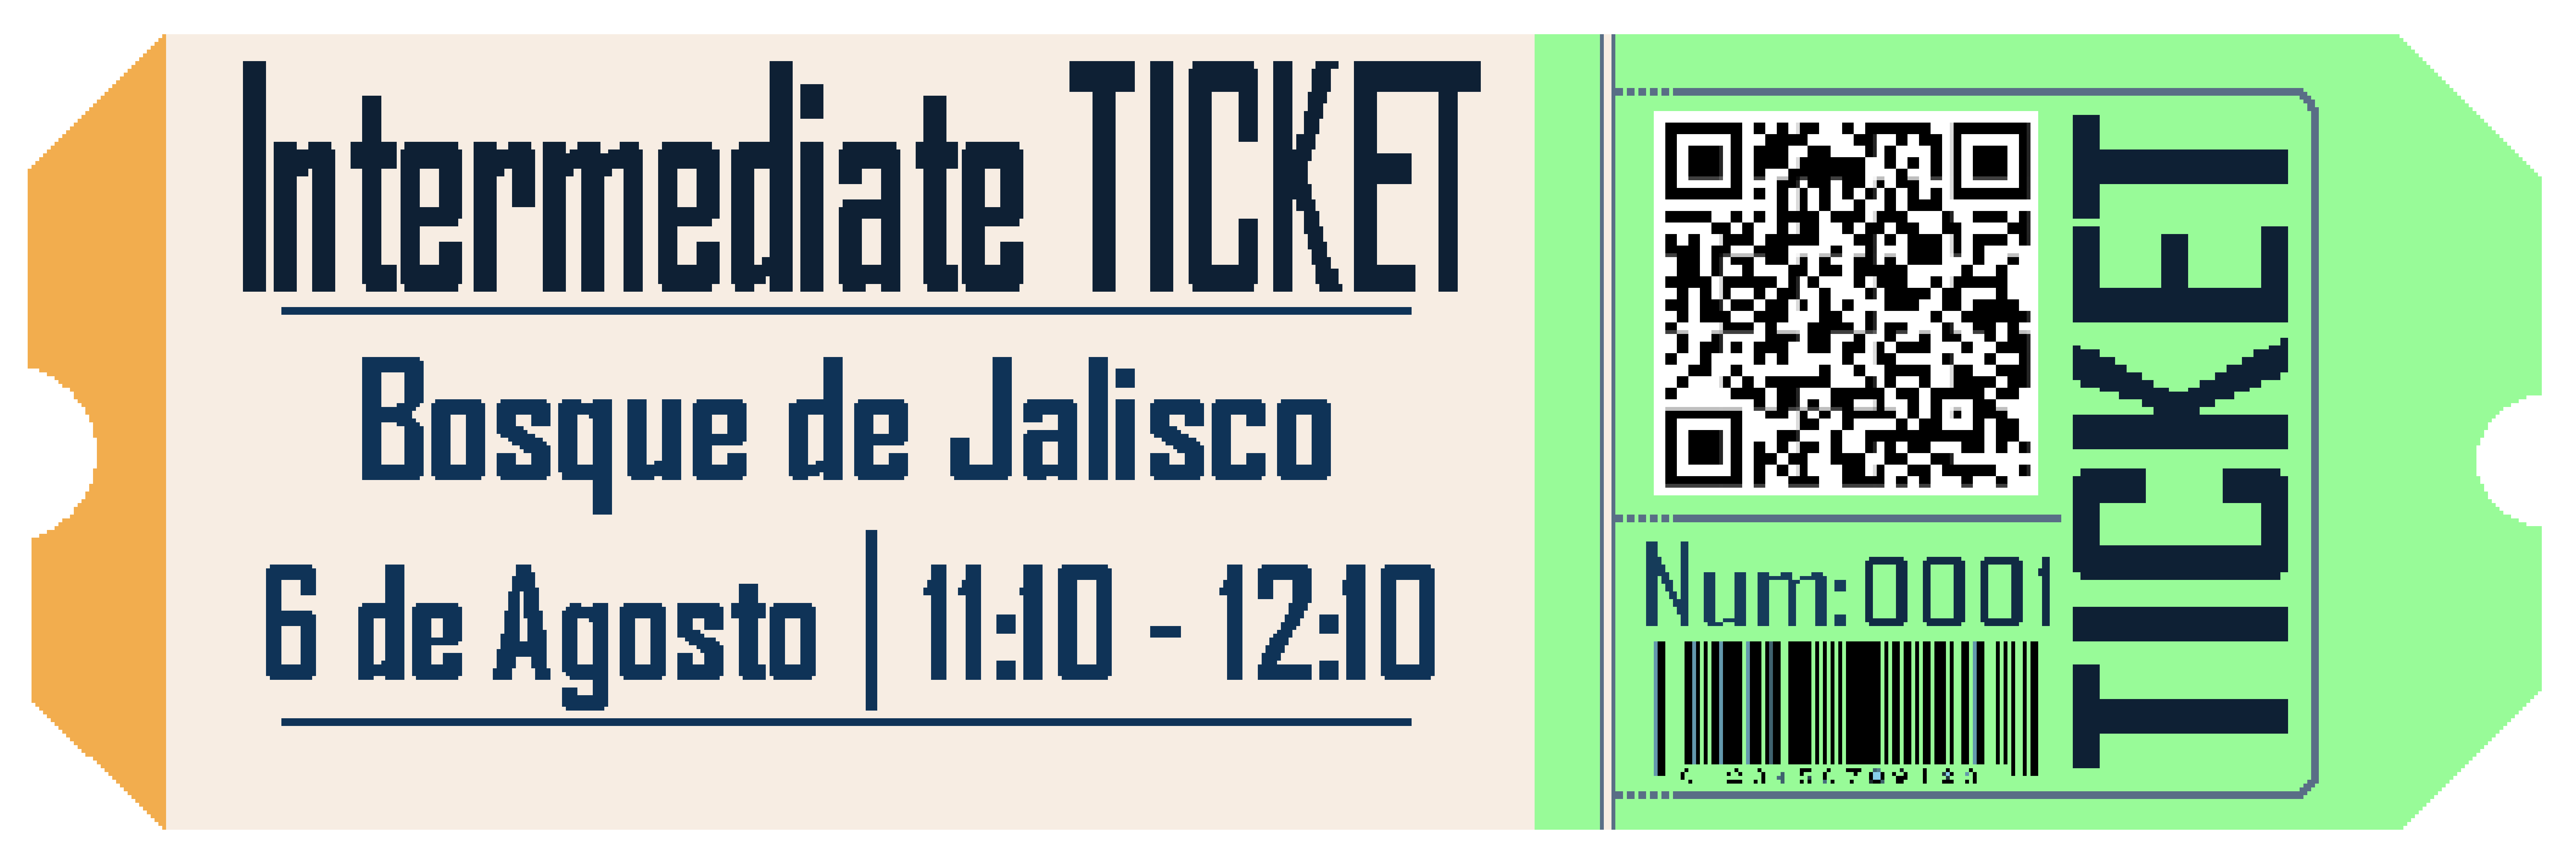 Intermediate TICKET
Bosque de Jalisco
6 de Agosto | 11:10 - 12:10
Num:0001
TICKET